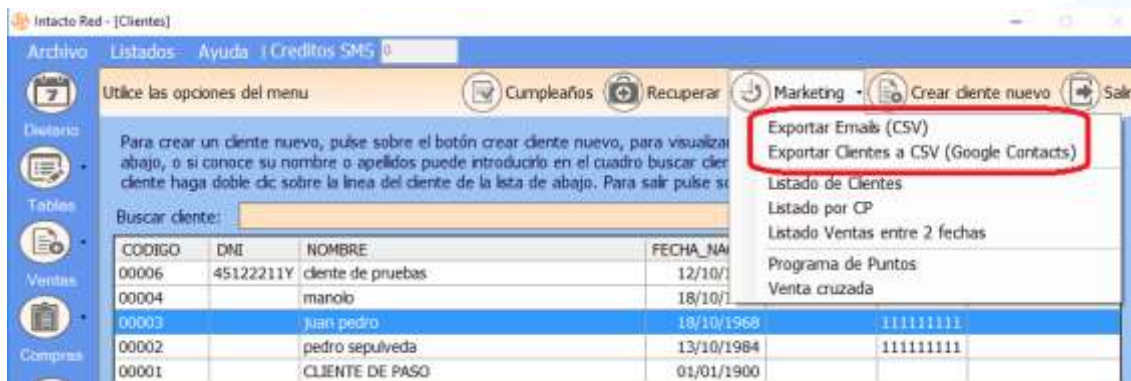 Intacto Red - [Clientes]
Archivo Listados Ayuda Creditos SMS 0
Utilice las opciones del menu Cumpleaños Recuperar Marketing Crear cliente nuevo Salir
Dietario
Tablas
Ventas
Compras
Para crear un cliente nuevo, pulse sobre el botón crear cliente nuevo, para visualizar
abajo, o si conoce su nombre o apellidos puede introducirlo en el cuadro buscar clien
cliente haga doble clic sobre la linea del cliente de la lista de abajo. Para salir pulse so
Buscar cliente:
Exportar Emails (CSV)
Exportar Clientes a CSV (Google Contacts)
Listado de Clientes
Listado por CP
Listado Ventas entre 2 fechas
Programa de Puntos
Venta cruzada
CODIGO DNI NOMBRE FECHA_NA
00006 45122211Y cliente de pruebas 12/10/
00004 manolo 18/10/
00003 juan pedro 18/10/1968 111111111
00002 pedro sepulveda 13/10/1984 111111111
00001 CLIENTE DE PASO 01/01/1900